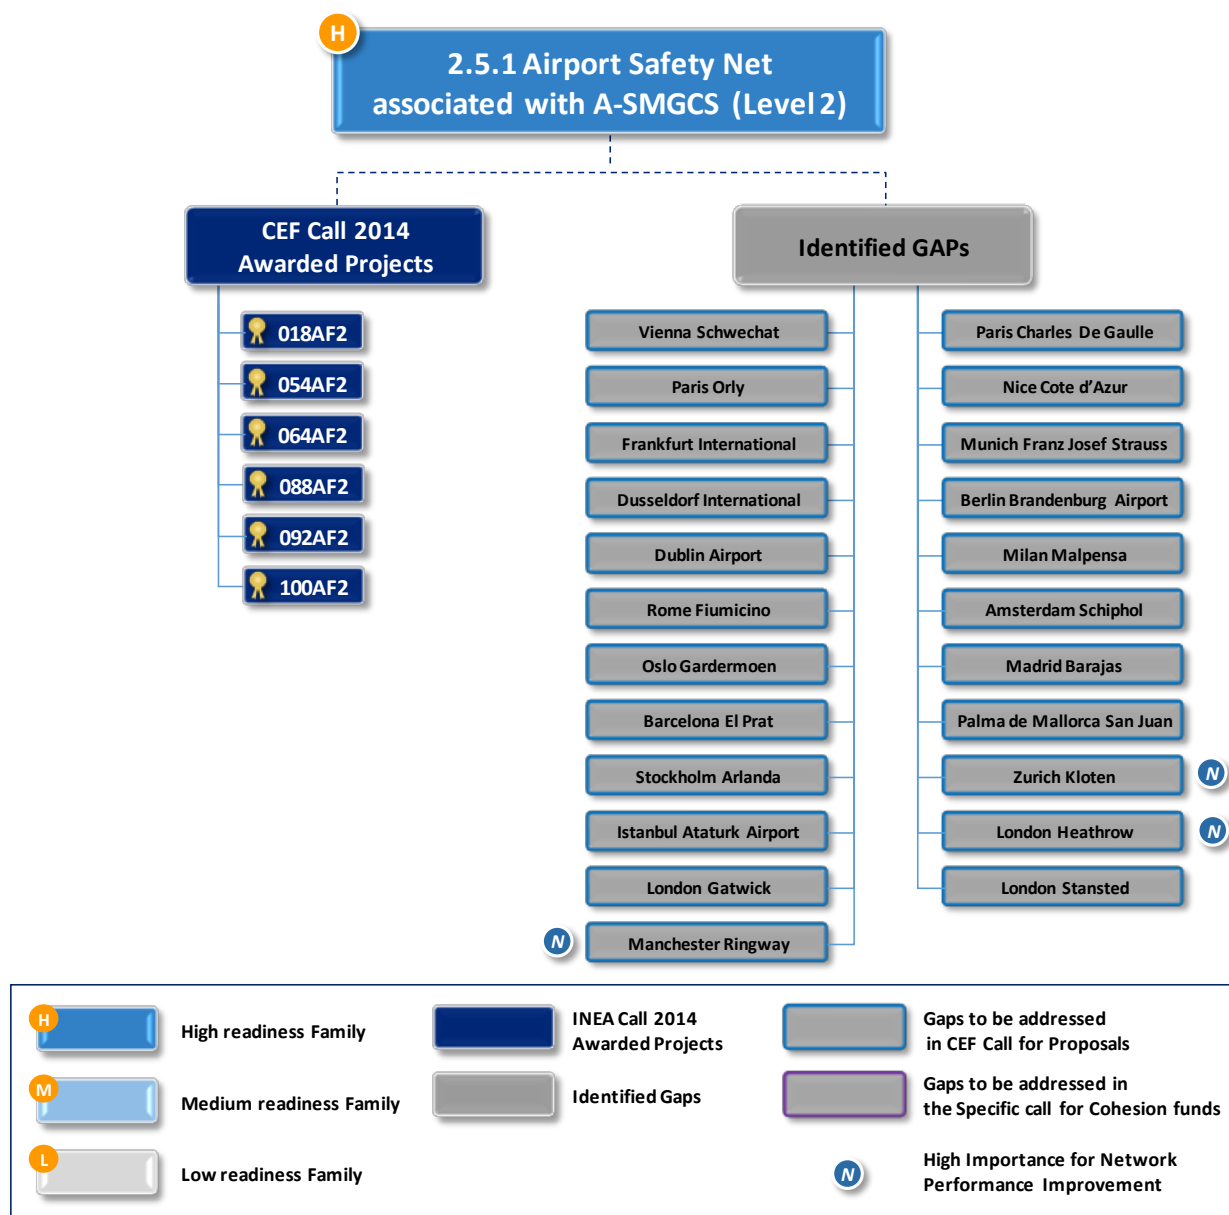 H
2.5.1 Airport Safety Net
associated with A-SMGCS (Level 2)
CEF Call 2014
Awarded Projects
018AF2
054AF2
064AF2
088AF2
092AF2
100AF2
Identified GAPs
Vienna Schwechat
Paris Orly
Frankfurt International
Dusseldorf International
Dublin Airport
Rome Fiumicino
Oslo Gardermoen
Barcelona El Prat
Stockholm Arlanda
Istanbul Ataturk Airport
London Gatwick
N
Manchester Ringway
Paris Charles De Gaulle
Nice Cote d'Azur
Munich Franz Josef Strauss
Berlin Brandenburg Airport
Milan Malpensa
Amsterdam Schiphol
Madrid Barajas
Palma de Mallorca San Juan
Zurich Kloten
N
London Heathrow
N
London Stansted
H
High readiness Family
M
Medium readiness Family
L
Low readiness Family
INEA Call 2014
Awarded Projects
Identified Gaps
Gaps to be addressed
in CEF Call for Proposals
Gaps to be addressed in
the Specific call for Cohesion funds
N
High Importance for Network
Performance Improvement